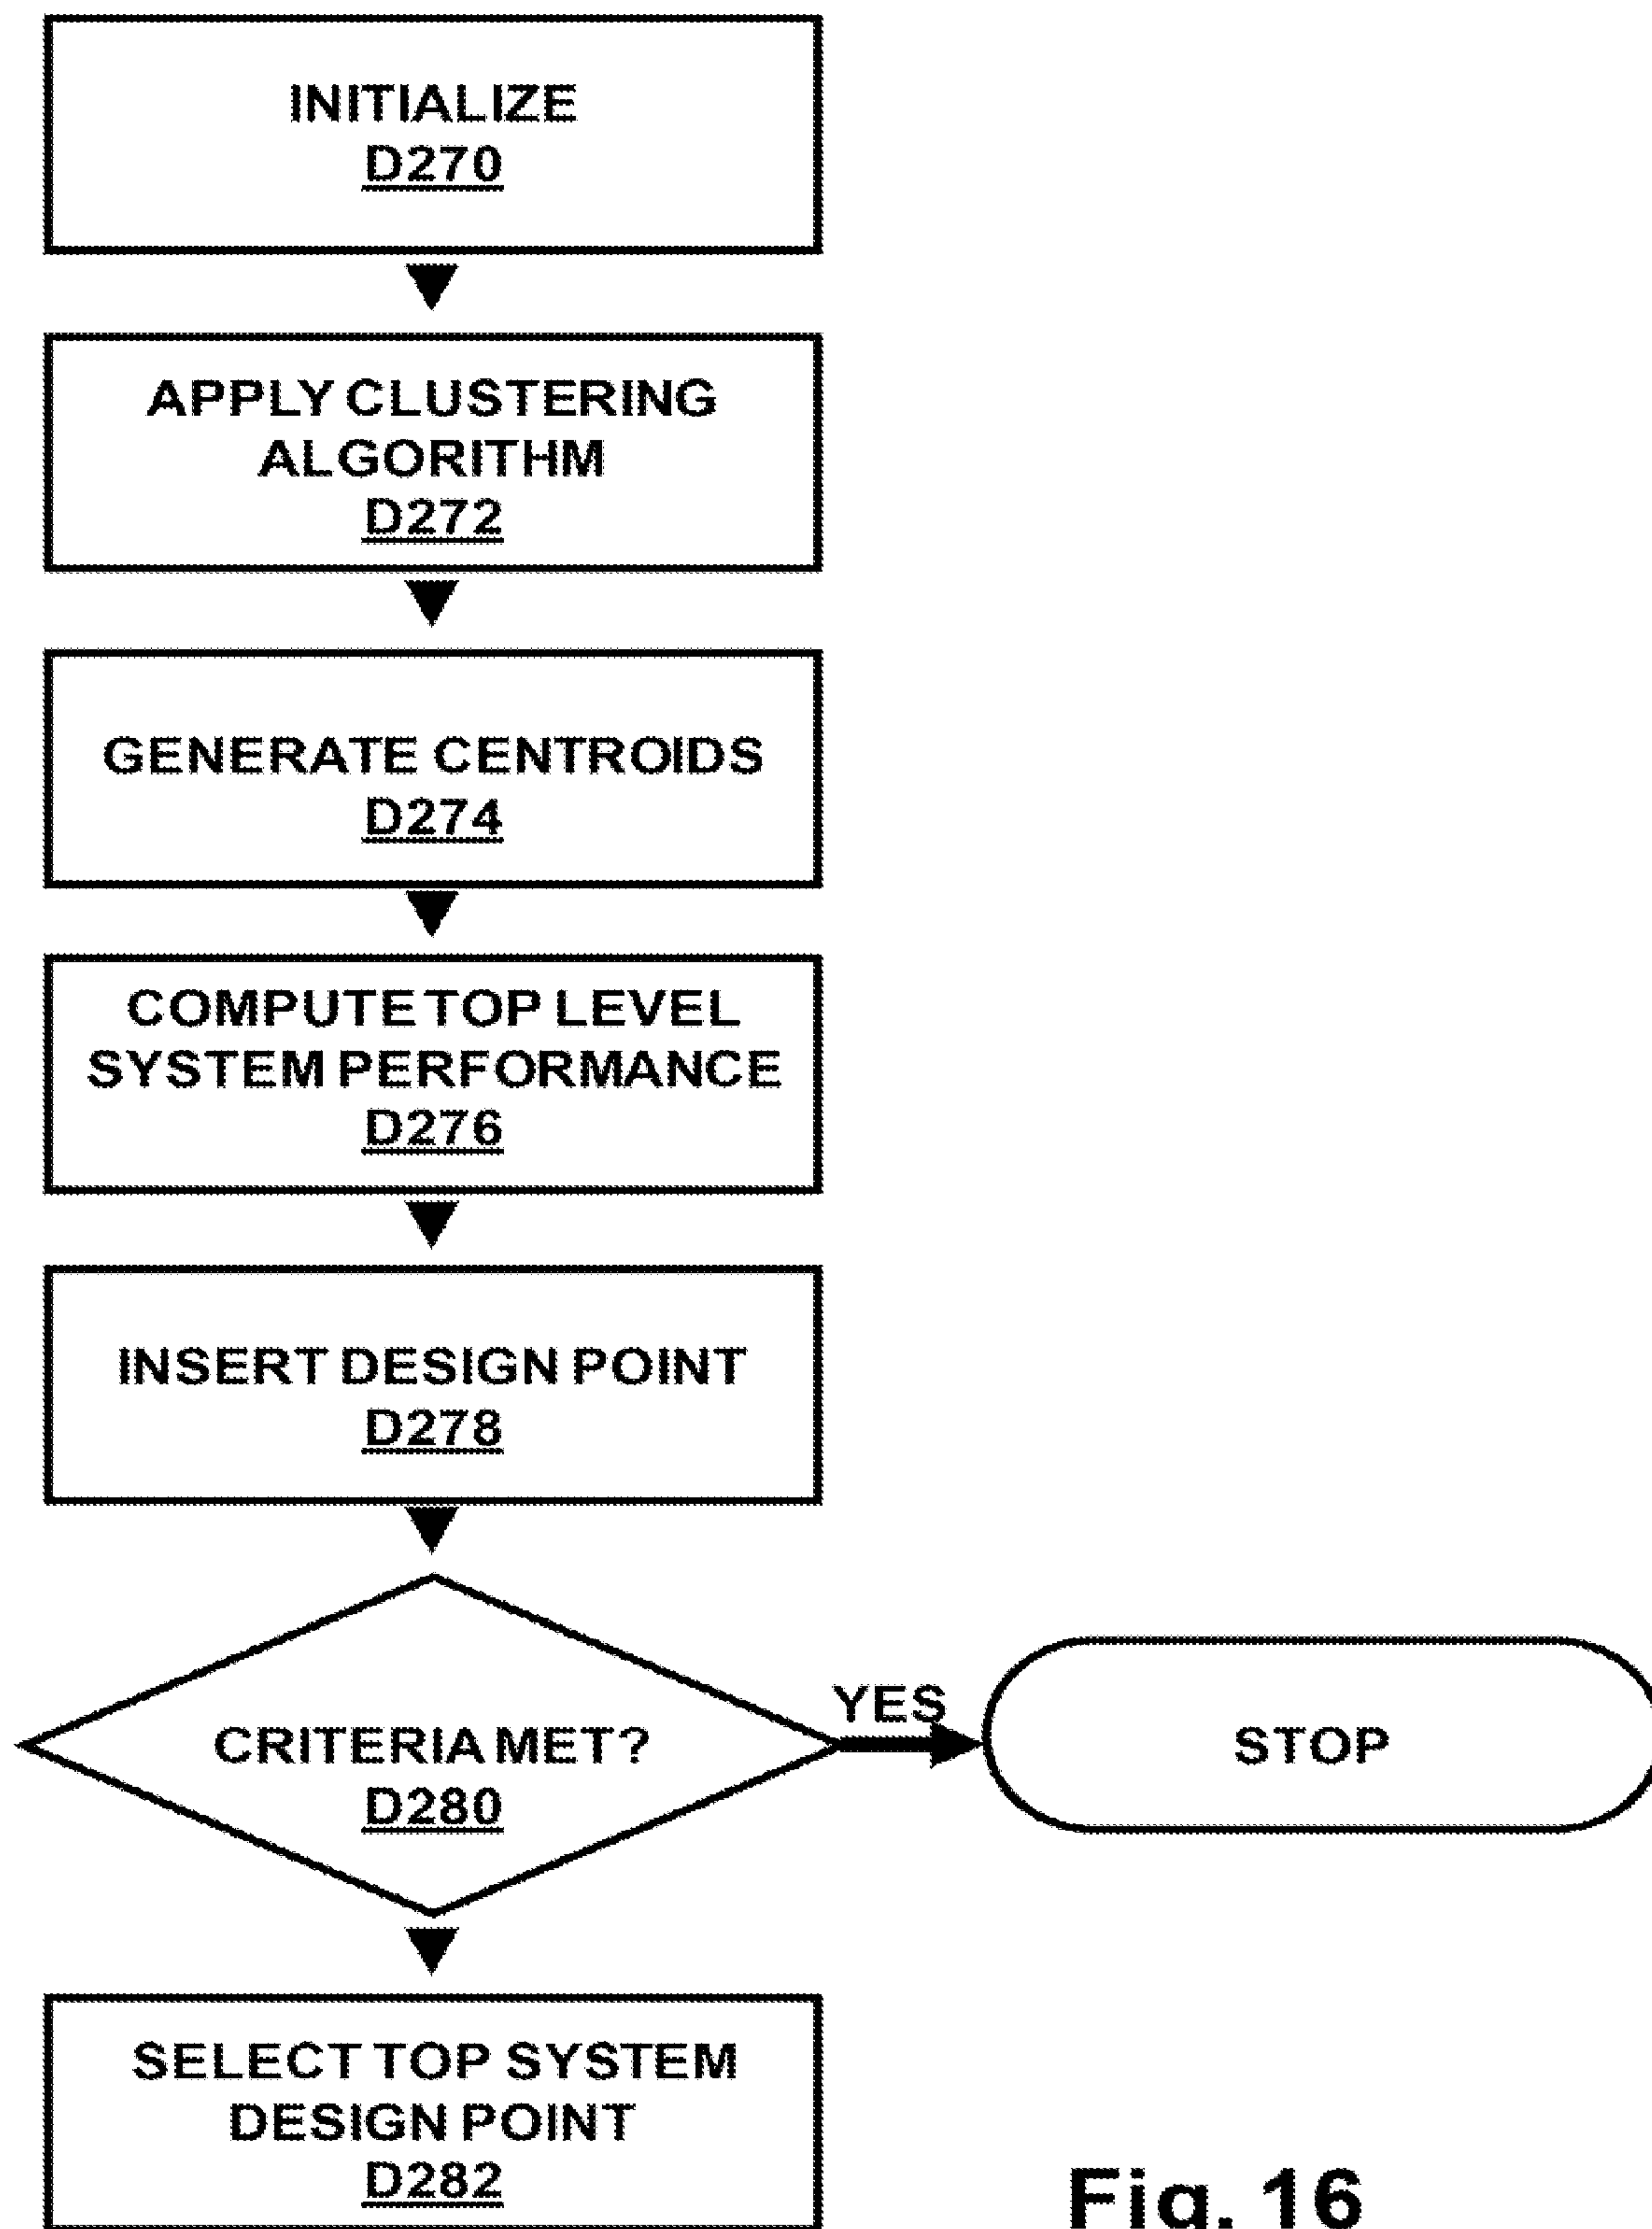 INITIALIZE
D270
APPLY CLUSTERING
ALGORITHM
D272
GENERATE CENTROIDS
D274
COMPUTE TOP LEVEL
SYSTEM PERFORMANCE
D276
INSERT DESIGN POINT
D278
CRITERIA MET?
D280
YES
STOP
SELECT TOP SYSTEM
DESIGN POINT
D282
Fig. 16